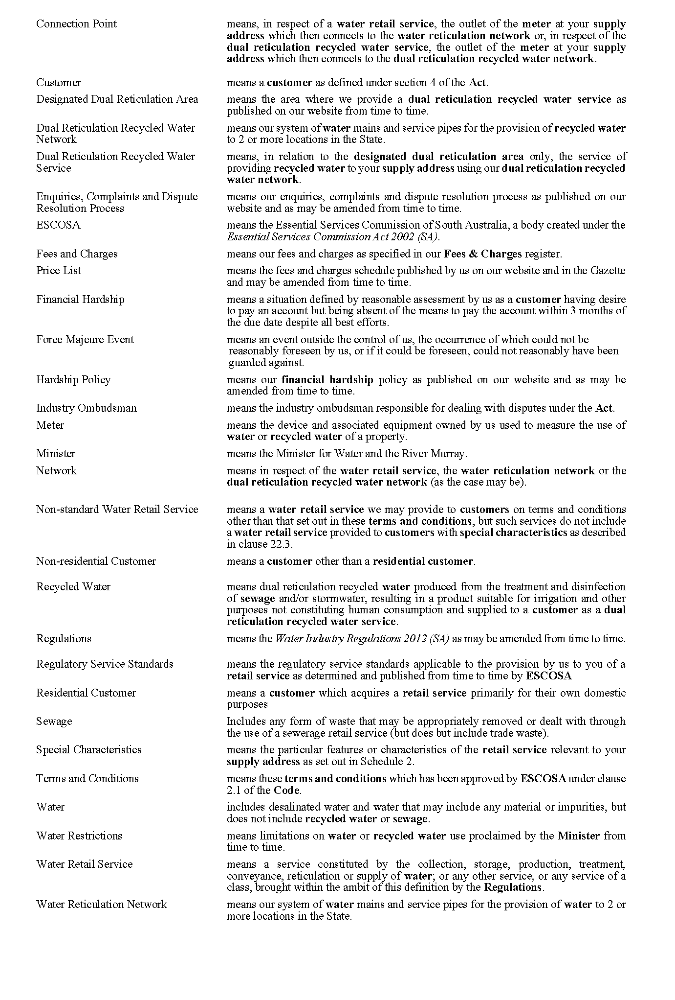 Connection Point means, in respect of a water retail service, the outlet of the meter at your supply
address which then connects to the water reticulation network or, in respect of the
dual reticulation recycled water service, the outlet of the meter at your supply
address which then connects to the dual reticulation recycled water network.
Customer means a customer as defined under section 4 of the Act.
Designated Dual Reticulation Area means the area where we provide a dual reticulation recycled water service as
published on our website from time to time.
Dual Reticulation Recycled Water means our system of water mains and service pipes for the provision of recycled water
Network to 2 or more locations in the State.
Dual Reticulation Recycled Water means, in relation to the designated dual reticulation area only, the service of
Service providing recycled water to your supply address using our dual reticulation recycled
water network.
Enquiries, Complaints and Dispute means our enquiries, complaints and dispute resolution process as published on our
Resolution Process website and as may be amended from time to time.
ESCOSA means the Essential Services Commission of South Australia, a body created under the
Essential Services Commission Act 2002 (SA).
Fees and Charges means our fees and charges as specified in our Fees & Charges register.
Price List means the fees and charges schedule published by us on our website and in the Gazette
and may be amended from time to time.
Financial Hardship means a situation defined by reasonable assessment by us as a customer having desire
to pay an account but being absent of the means to pay the account within 3 months of
the due date despite all best efforts.
Force Majeure Event means an event outside the control of us, the occurrence of which could not be
reasonably foreseen by us, or if it could be foreseen, could not reasonably have been
guarded against.
Hardship Policy means our financial hardship policy as published on our website and as may be
amended from time to time.
Industry Ombudsman means the industry ombudsman responsible for dealing with disputes under the Act.
Meter means the device and associated equipment owned by us used to measure the use of
water or recycled water of a property.
Minister means the Minister for Water and the River Murray.
Network means in respect of the water retail service, the water reticulation network or the
dual reticulation recycled water network (as the case may be).
Non-standard Water Retail Service means a water retail service we may provide to customers on terms and conditions
other than that set out in these terms and conditions, but such services do not include
a water retail service provided to customers with special characteristics as described
in clause 22.3.
Non-residential Customer means a customer other than a residential customer.
Recycled Water means dual reticulation recycled water produced from the treatment and disinfection
of sewage and/or stormwater, resulting in a product suitable for irrigation and other
purposes not constituting human consumption and supplied to a customer as a dual
reticulation recycled water service.
Regulations means the Water Industry Regulations 2012 (SA) as may be amended from time to time.
Regulatory Service Standards means the regulatory service standards applicable to the provision by us to you of a
retail service as determined and published from time to time by ESCOSA
Residential Customer means a customer which acquires a retail service primarily for their own domestic
purposes
Sewage Includes any form of waste that may be appropriately removed or dealt with through
the use of a sewerage retail service (but does but include trade waste).
Special Characteristics means the particular features or characteristics of the retail service relevant to your
supply address as set out in Schedule 2.
Terms and Conditions means these terms and conditions which has been approved by ESCOSA under clause
2.1 of the Code.
Water includes desalinated water and water that may include any material or impurities, but
does not include recycled water or sewage.
Water Restrictions means limitations on water or recycled water use proclaimed by the Minister from
time to time.
Water Retail Service means a service constituted by the collection, storage, production, treatment,
conveyance, reticulation or supply of water; or any other service, or any service of a
class, brought within the ambit of this definition by the Regulations.
Water Reticulation Network means our system of water mains and service pipes for the provision of water to 2 or
more locations in the State.